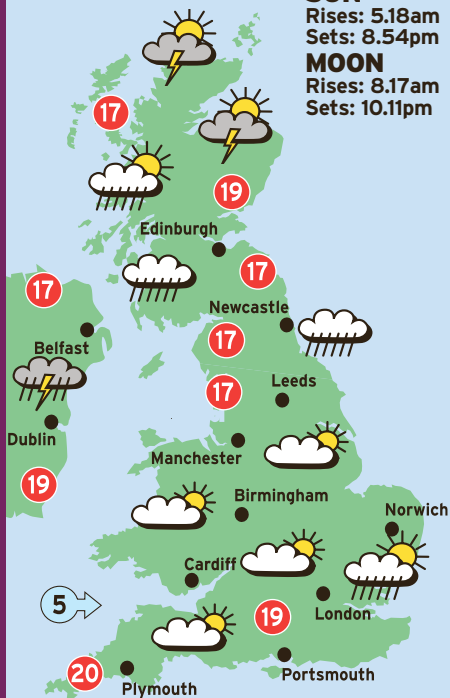 Rises: 5.18am
Sets: 8.54pm
MOON
Rises: 8.17am
Sets: 10.11pm
17
19
Edinburgh
17
17
Newcastle
17
Belfast
17
Leeds
Dublin
Manchester
19
Birmingham
Norwich
Cardiff
5
19
London
20
Portsmouth
Plymouth